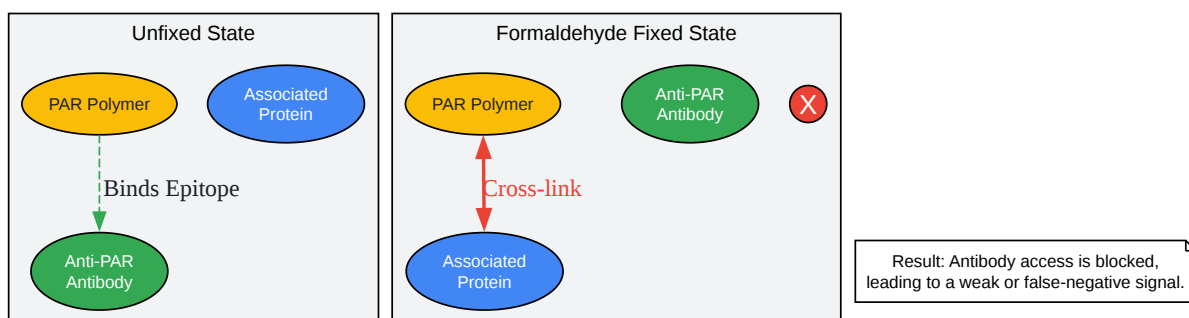 Unfixed State
PAR Polymer
Associated
Protein
Binds Epitope
Anti-PAR
Antibody
Formaldehyde Fixed State
PAR Polymer
Anti-PAR
Antibody
X
Cross-link
Associated
Protein
Result: Antibody access is blocked,
leading to a weak or false-negative signal.